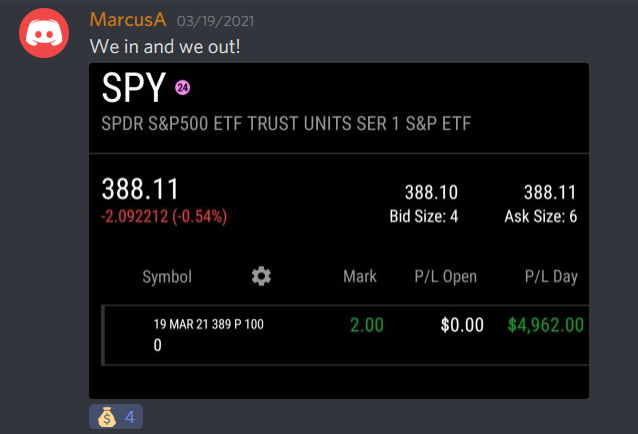 MarcusA 03/19/2021
We in and we out!
SPY 24
SPDR S&P500 ETF TRUST UNITS SER 1 S&P ETF
388.11 388.10 388.11
-2.092212 (-0.54%) Bid Size: 4 Ask Size: 6
Symbol Mark P/L Open P/L Day
19 MAR 21 389 P 100 2.00 $0.00 $4,962.00
0
$ 4